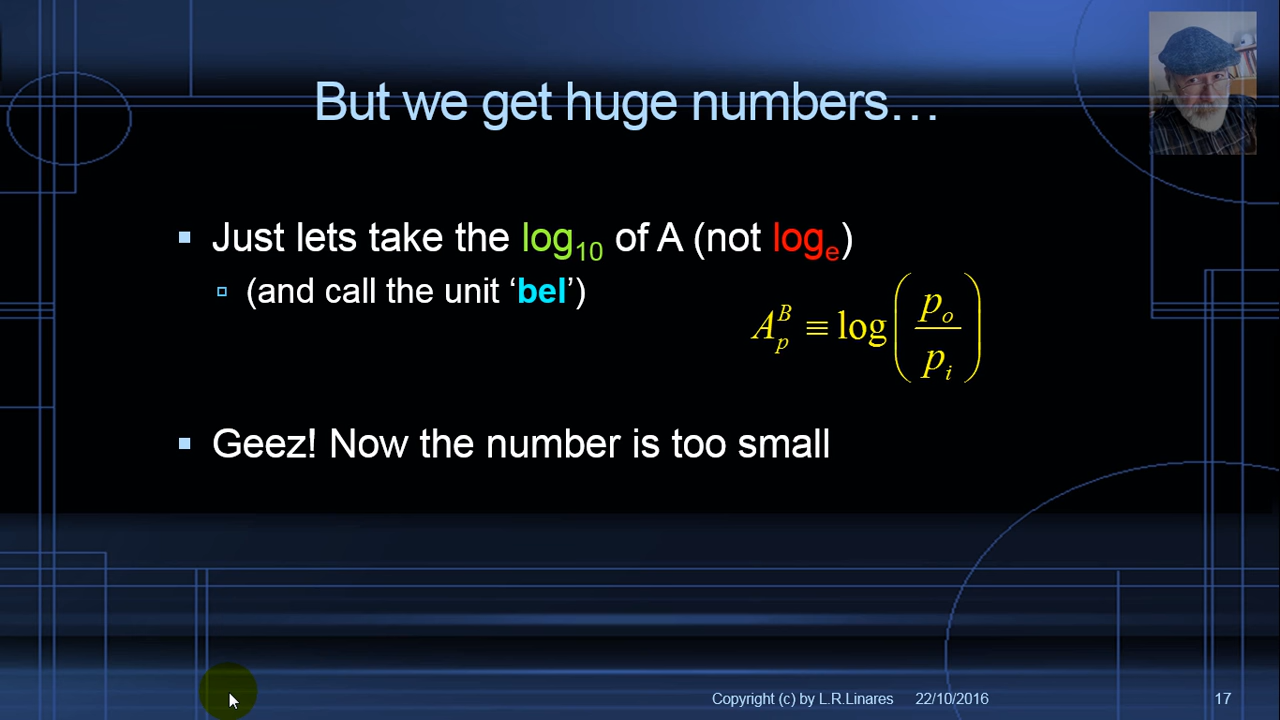 But we get huge numbers…
Just lets take the log₁₀ of A (not logₑ)
(and call the unit ‘bel’)
A_p^B ≡ log(p_o/p_i)
Geez! Now the number is too small
Copyright (c) by L.R.Linares 22/10/2016 17